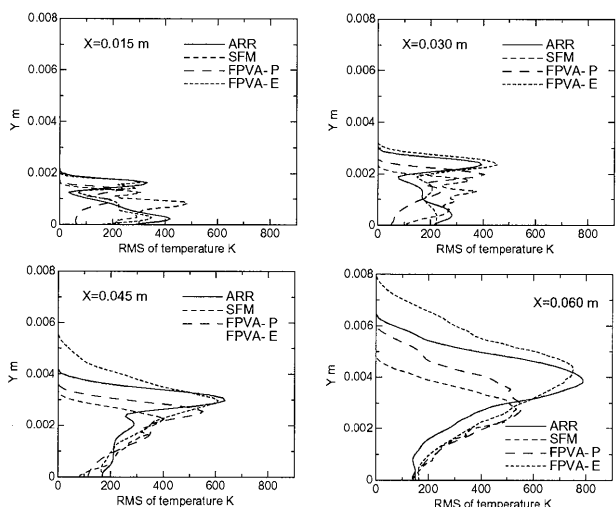 0.008
X=0.015 m
ARR
SFM
FPVA-P
FPVA-E
0.006
Y m
0.004
0.002
0
0 200 400 600 800
RMS of temperature K
0.008
X=0.030 m
ARR
SFM
FPVA-P
FPVA-E
0.006
Y m
0.004
0.002
0
0 200 400 600 800
RMS of temperature K
0.008
X=0.045 m
ARR
SFM
FPVA-P
FPVA-E
0.006
Y m
0.004
0.002
0
0 200 400 600 800
RMS of temperature K
0.008
X=0.060 m
0.006
Y m
0.004
0.002
ARR
SFM
FPVA-P
FPVA-E
0
0 200 400 600 800
RMS of temperature K